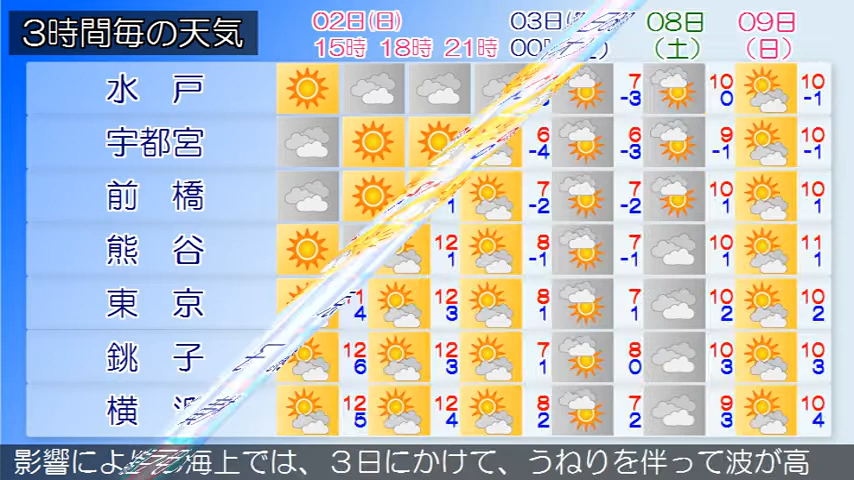 3時間毎の天気
02日(日) 03日(
15時 18時 21時 00
08日(土) 09日(日)
水戸 7 -3 10 0 10 -1
宇都宮 6 -4 6 -3 9 -1 10 -1
前橋 1 7 -2 7 -2 10 1 10 1
熊谷 12 1 8 -1 7 -1 10 1 11 1
東京 4 12 3 8 1 7 1 10 2 10 2
銚子 12 6 12 3 7 1 8 0 10 3 10 3
横 12 5 12 4 8 2 7 2 9 3 10 4
影響によ 海上では、３日にかけて、うねりを伴って波が高